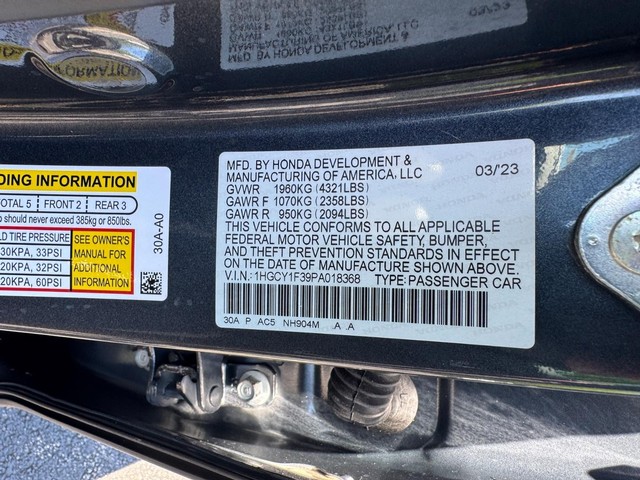 DING INFORMATION
TOTAL 5 FRONT 2 REAR 3
should never exceed 385kg or 850lbs.
LD TIRE PRESSURE
30KPA, 33PSI
20KPA, 32PSI
20KPA, 60PSI
SEE OWNER'S
MANUAL FOR
ADDITIONAL
INFORMATION
30A-A0
MFD. BY HONDA DEVELOPMENT &
MANUFACTURING OF AMERICA, LLC 03/23
GVWR 1960KG (4321LBS)
GAWR F 1070KG (2358LBS)
GAWR R 950KG (2094LBS)
THIS VEHICLE CONFORMS TO ALL APPLICABLE
FEDERAL MOTOR VEHICLE SAFETY, BUMPER,
AND THEFT PREVENTION STANDARDS IN EFFECT
ON THE DATE OF MANUFACTURE SHOWN ABOVE.
V.I.N.: 1HGCY1F39PA018368 TYPE: PASSENGER CAR
30A P AC5 NH904M .A .A